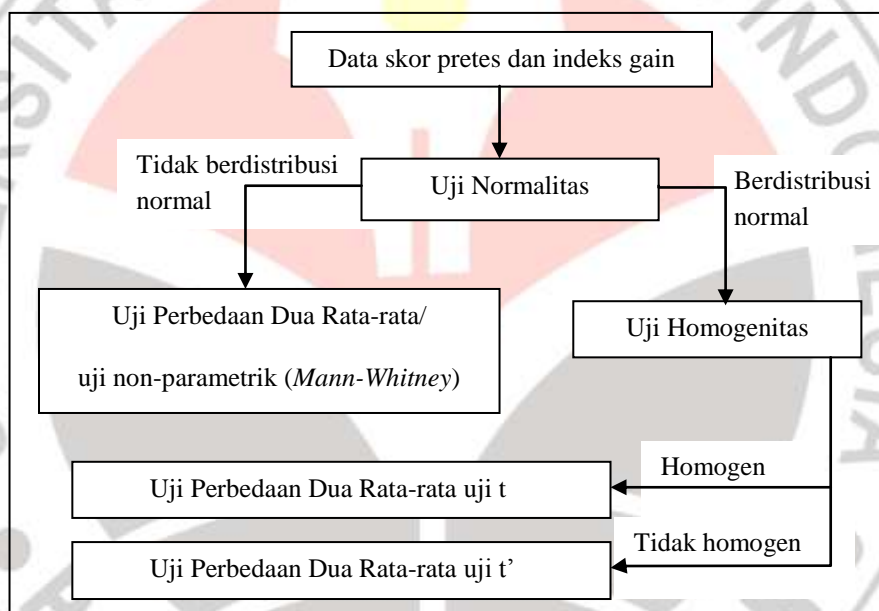 Data skor pretes dan indeks gain
Tidak berdistribusi
normal
Uji Normalitas
Berdistribusi
normal
Uji Perbedaan Dua Rata-rata/
uji non-parametrik (Mann-Whitney)
Uji Homogenitas
Homogen
Uji Perbedaan Dua Rata-rata uji t
Tidak homogen
Uji Perbedaan Dua Rata-rata uji t’